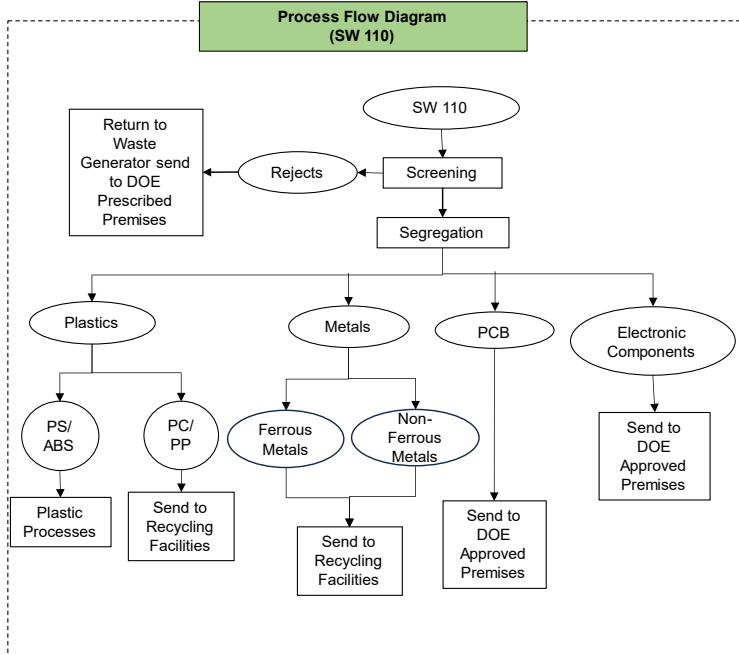 Process Flow Diagram
(SW 110)
SW 110
Return to
Waste
Generator send
to DOE
Prescribed
Premises
Rejects
Screening
Segregation
Plastics
Metals
PCB
Electronic
Components
PS/
ABS
PC/
PP
Ferrous
Metals
Non-
Ferrous
Metals
Send to
DOE
Approved
Premises
Plastic
Processes
Send to
Recycling
Facilities
Send to
Recycling
Facilities
Send to
DOE
Approved
Premises